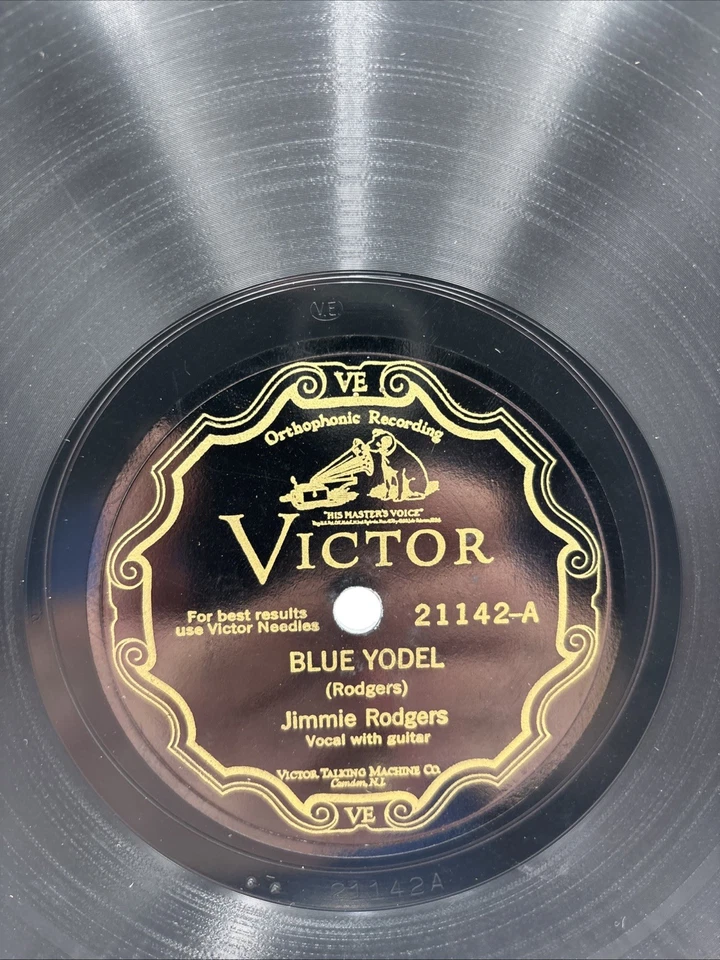 V.E
VE
Orthophonic Recording
"HIS MASTER'S VOICE"
VICTOR
For best results
use Victor Needles
21142-A
BLUE YODEL
(Rodgers)
Jimmie Rodgers
Vocal with guitar
VICTOR TALKING MACHINE CO.
Camden, N.J.
VE
21142A